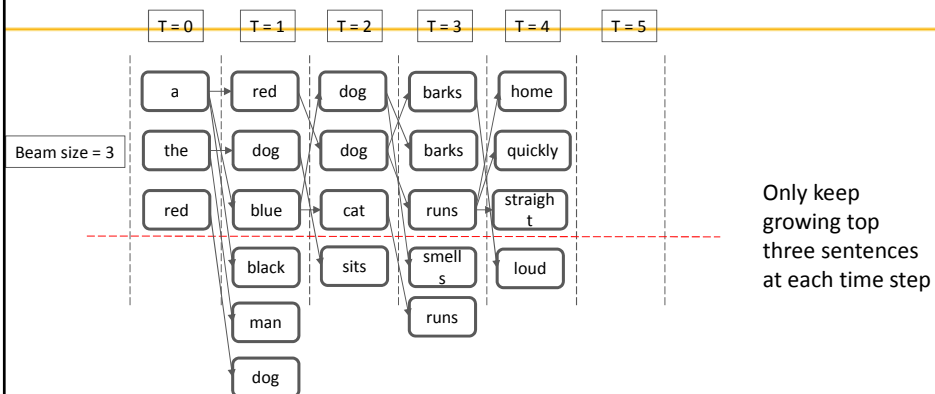 T = 0 T = 1 T = 2 T = 3 T = 4 T = 5
a red dog barks home
Beam size = 3
the dog dog barks quickly
red blue cat runs straigh
t
Only keep
growing top
three sentences
at each time step
black sits smell
s
loud
man runs
dog